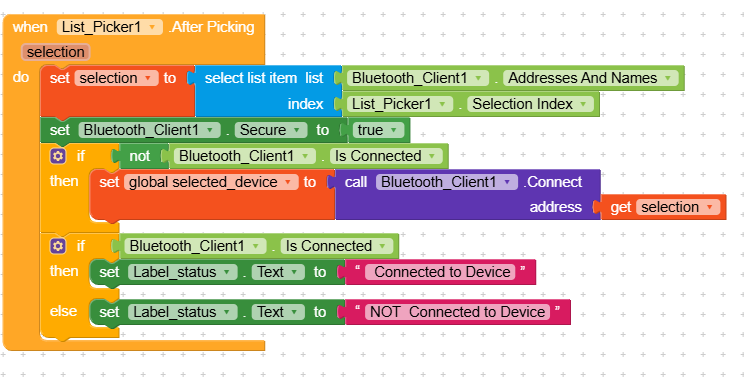 when List_Picker1 .After Picking
selection
do set selection to select list item list Bluetooth_Client1 . Addresses And Names
index List_Picker1 . Selection Index
set Bluetooth_Client1 . Secure to true
if not Bluetooth_Client1 . Is Connected
then set global selected_device to call Bluetooth_Client1 .Connect
address get selection
if Bluetooth_Client1 . Is Connected
then set Label_status . Text to “ Connected to Device ”
else set Label_status . Text to “ NOT Connected to Device ”